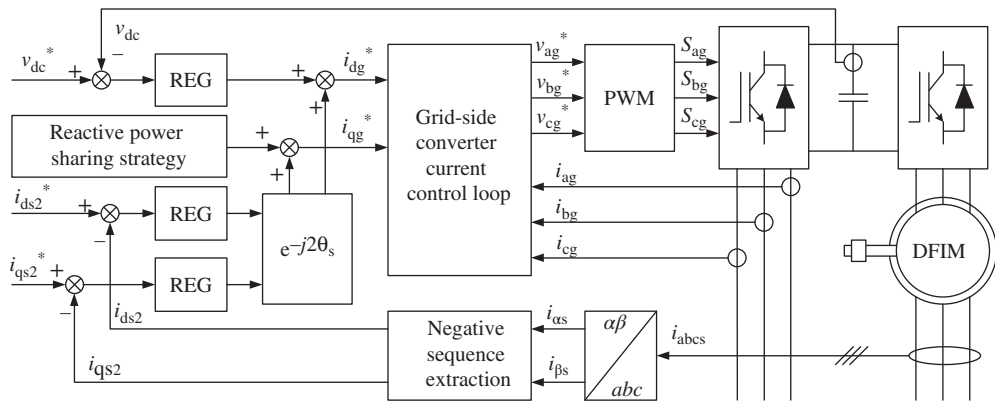 v_dc
v_dc*
+
−
REG
+
+
i_dg*
Reactive power
sharing strategy
+
+
i_qg*
i_ds2*
+
−
REG
e^−j2θ_s
i_qs2*
+
−
REG
i_ds2
i_qs2
Grid-side
converter
current
control loop
v_ag*
v_bg*
v_cg*
PWM
S_ag
S_bg
S_cg
i_ag
i_bg
i_cg
DFIM
Negative
sequence
extraction
i_αs
i_βs
αβ
abc
i_abcs